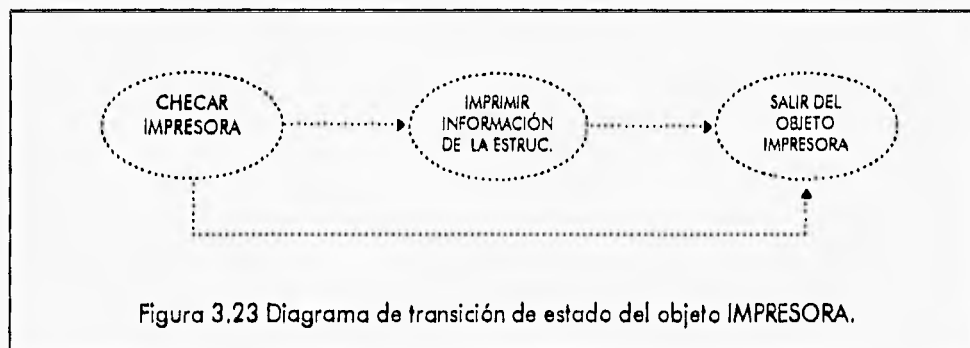 CHECAR
IMPRESORA
IMPRIMIR
INFORMACIÓN
DE LA ESTRUC.
SALIR DEL
OBJETO
IMPRESORA
Figura 3.23 Diagrama de transición de estado del objeto IMPRESORA.